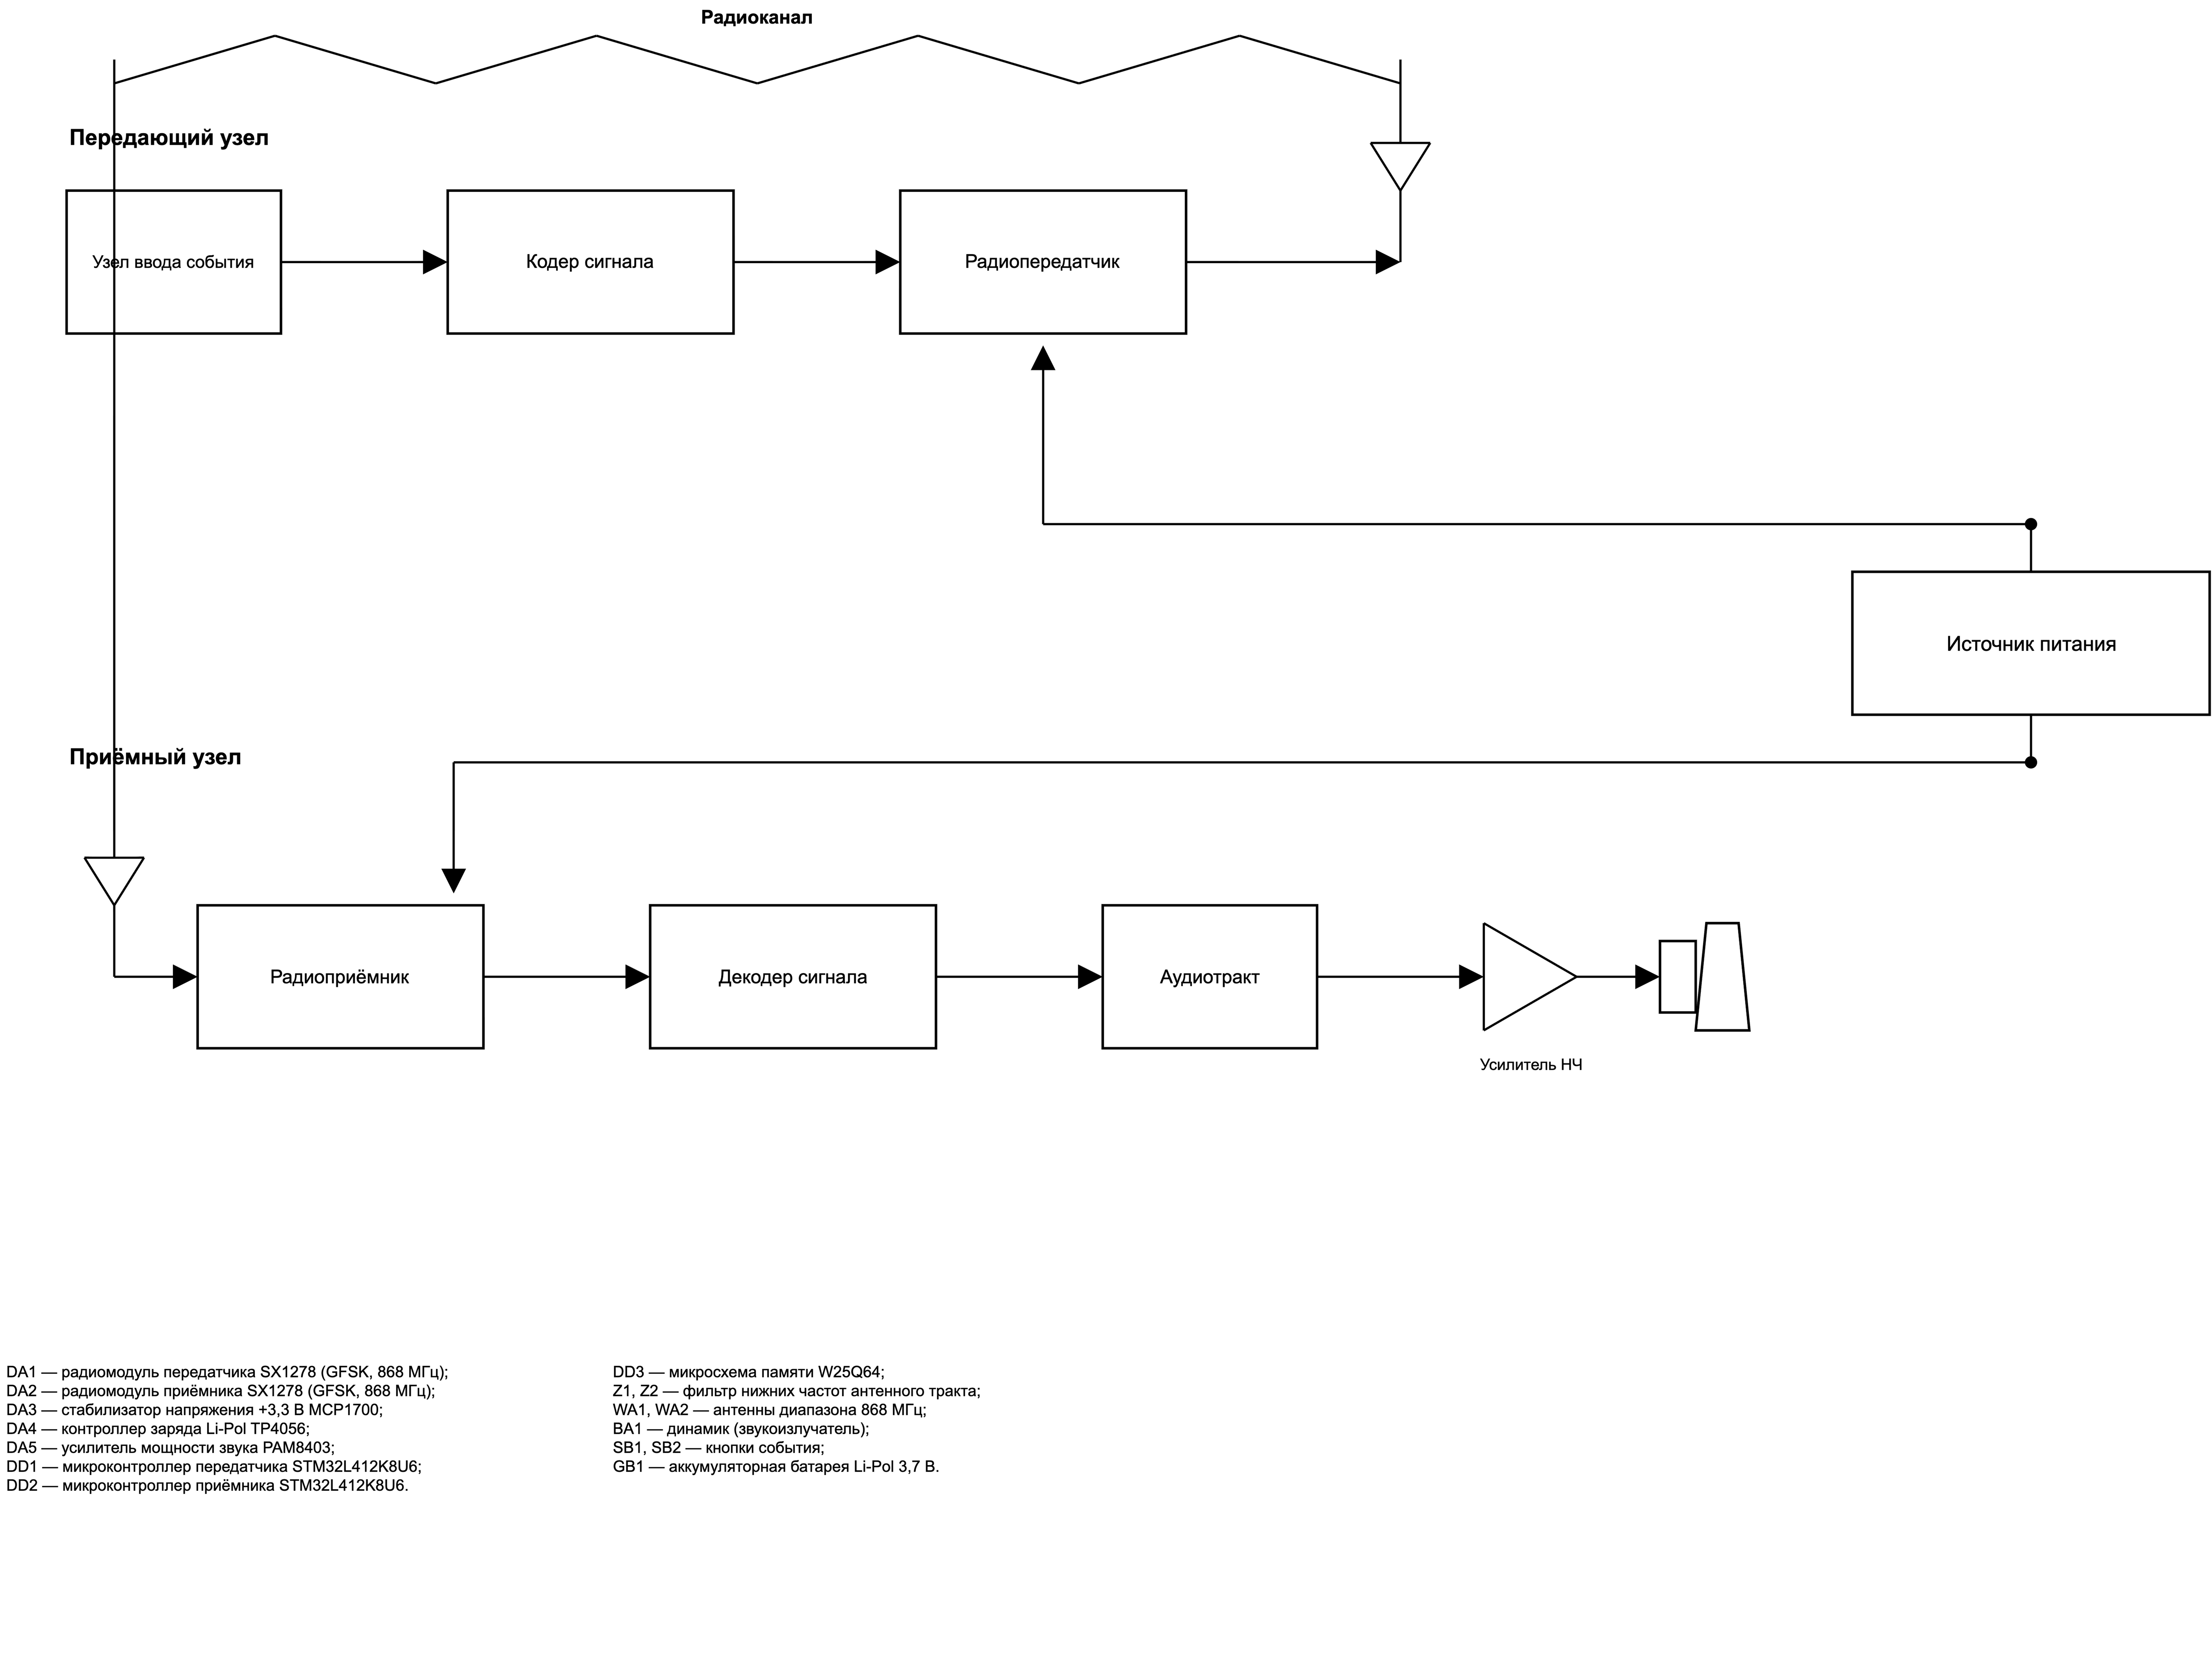 Радиоканал
Передающий узел
Узел ввода события
Кодер сигнала
Радиопередатчик
Источник питания
Приёмный узел
Радиоприёмник
Декодер сигнала
Аудиотракт
Усилитель НЧ
DA1 — радиомодуль передатчика SX1278 (GFSK, 868 МГц);
DA2 — радиомодуль приёмника SX1278 (GFSK, 868 МГц);
DA3 — стабилизатор напряжения +3,3 В MCP1700;
DA4 — контроллер заряда Li-Pol TP4056;
DA5 — усилитель мощности звука PAM8403;
DD1 — микроконтроллер передатчика STM32L412K8U6;
DD2 — микроконтроллер приёмника STM32L412K8U6.
DD3 — микросхема памяти W25Q64;
Z1, Z2 — фильтр нижних частот антенного тракта;
WA1, WA2 — антенны диапазона 868 МГц;
BA1 — динамик (звукоизлучатель);
SB1, SB2 — кнопки события;
GB1 — аккумуляторная батарея Li-Pol 3,7 В.